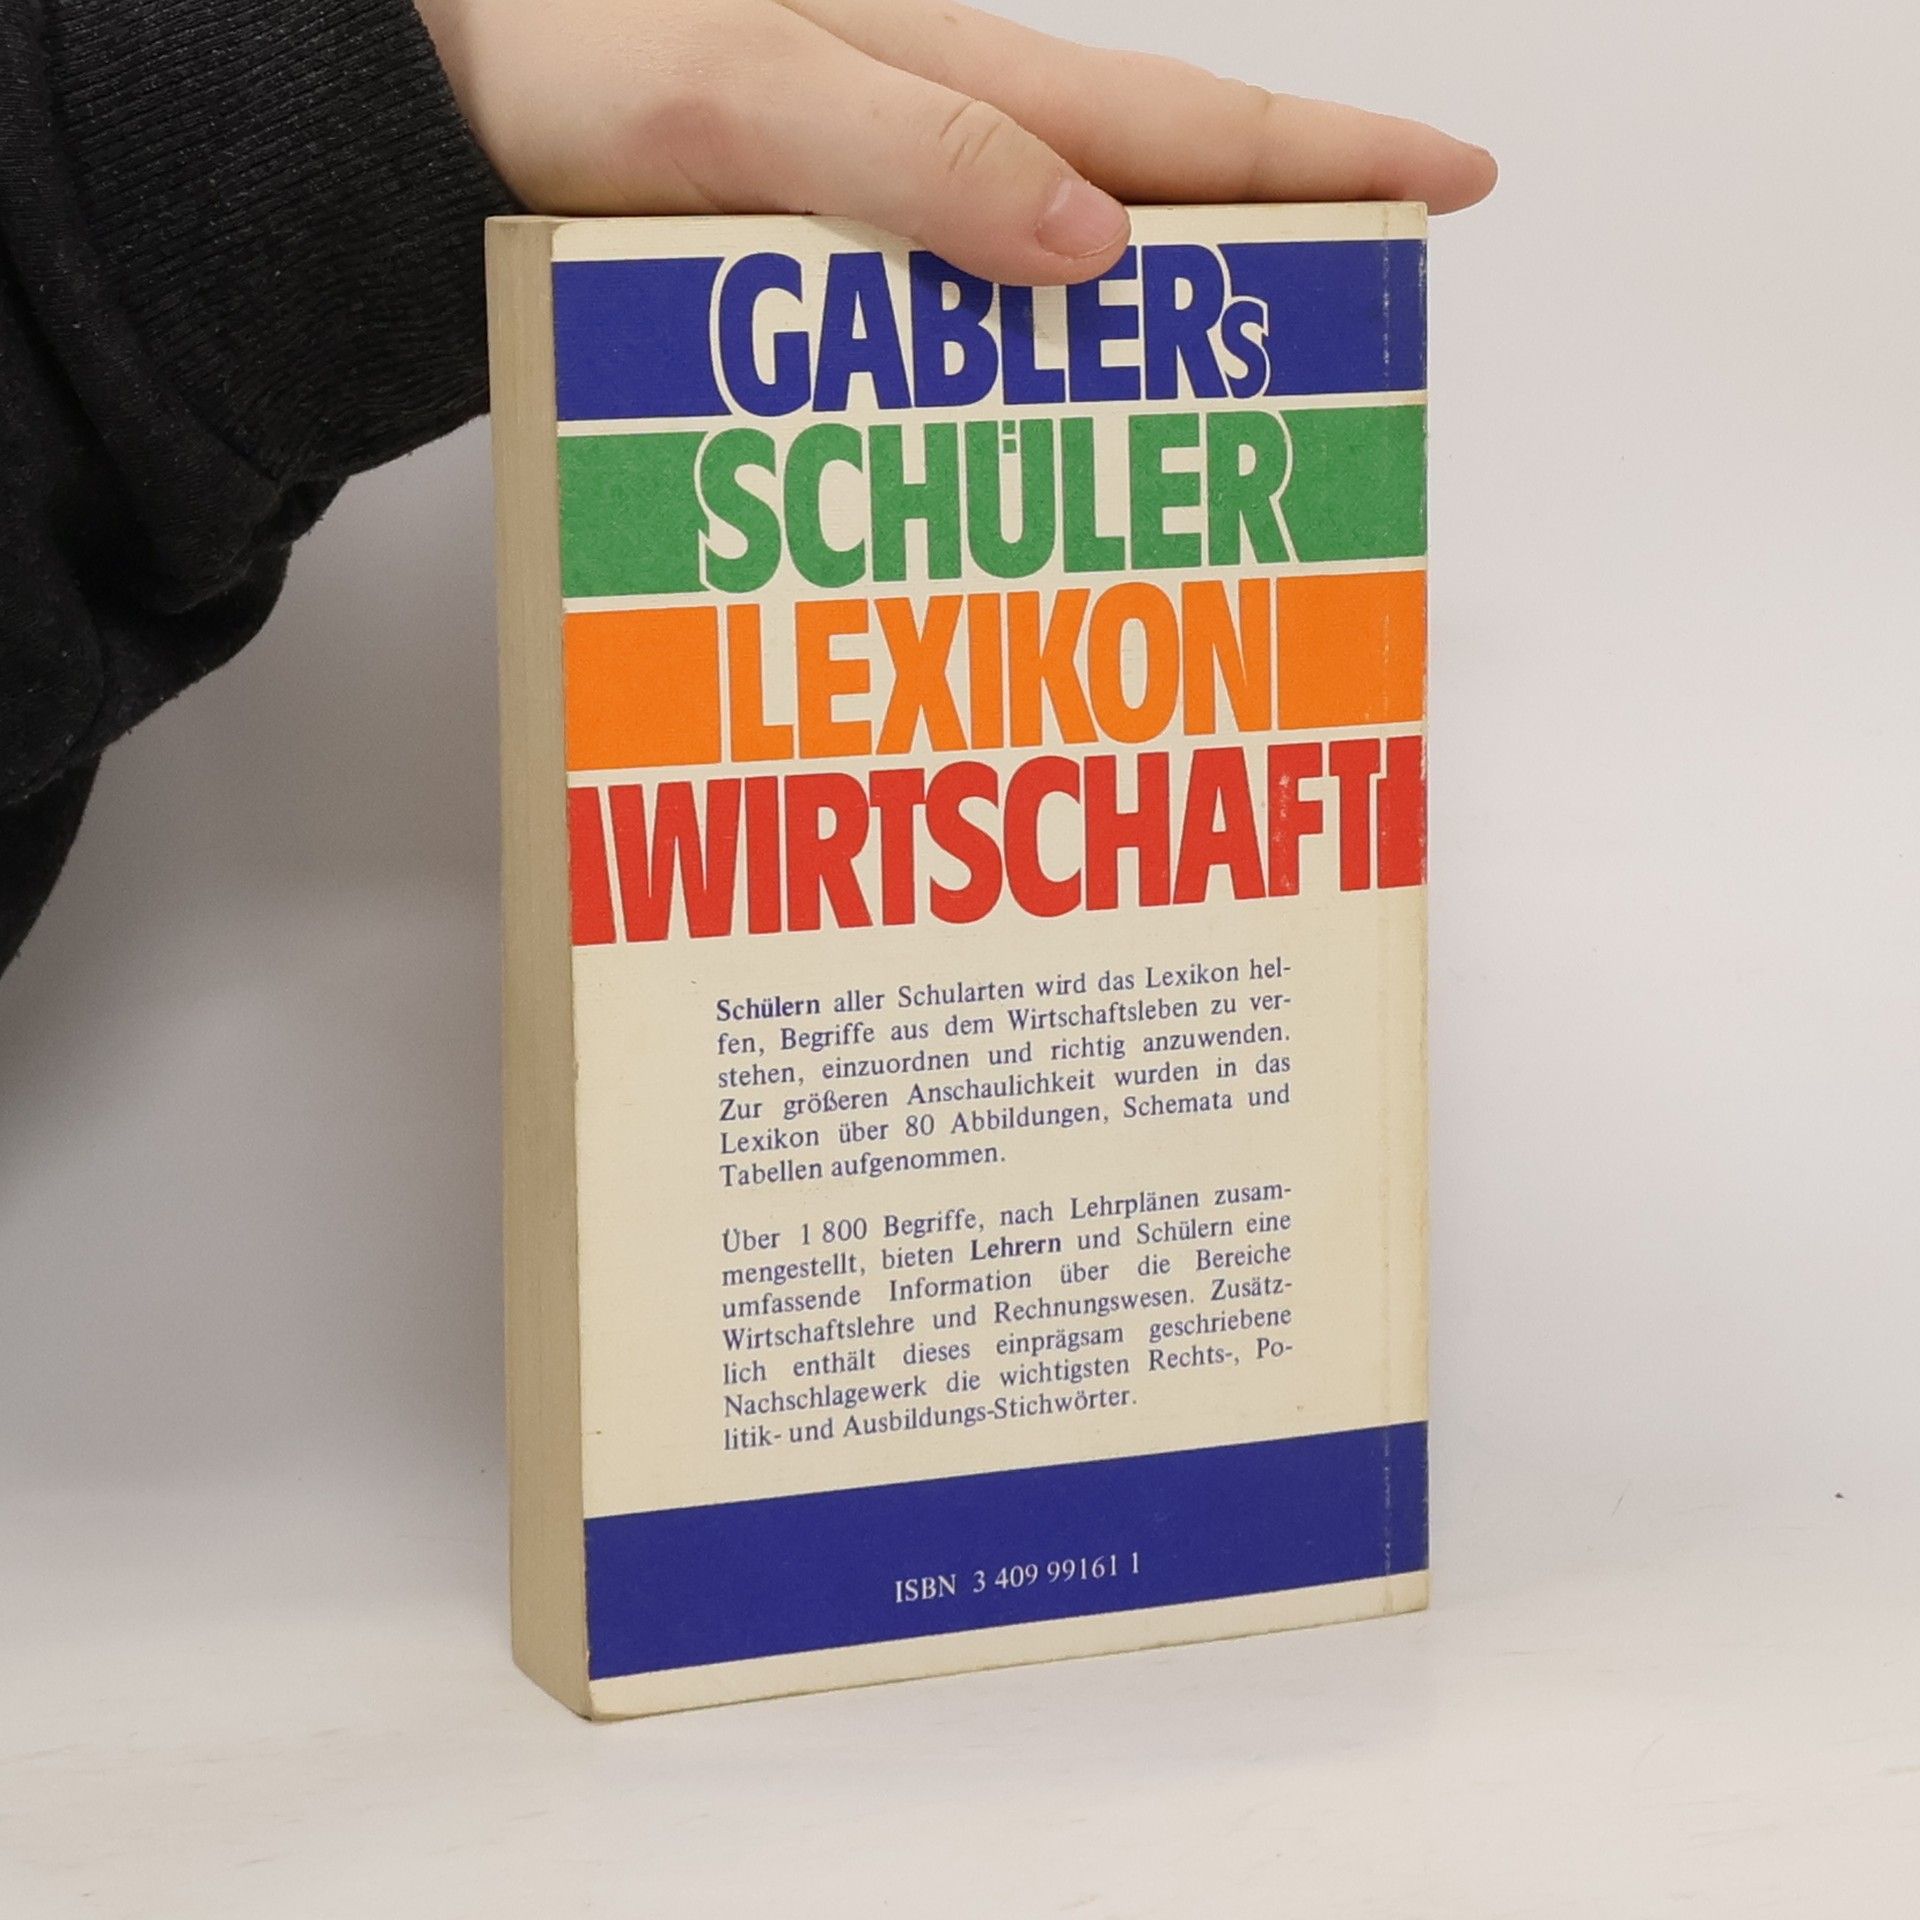 GABLERs
SCHÜLER
LEXIKON
WIRTSCHAFT
Schülern aller Schularten wird das Lexikon hel-
fen, Begriffe aus dem Wirtschaftsleben zu ver-
stehen, einzuordnen und richtig anzuwenden.
Zur größeren Anschaulichkeit wurden in das
Lexikon über 80 Abbildungen, Schemata und
Tabellen aufgenommen.
Über 1 800 Begriffe, nach Lehrplänen zusam-
mengestellt, bieten Lehrern und Schülern eine
umfassende Information über die Bereiche
Wirtschaftslehre und Rechnungswesen. Zusätz-
lich enthält dieses einprägsam geschriebene
Nachschlagewerk die wichtigsten Rechts-, Po-
litik- und Ausbildungs-Stichwörter.
ISBN 3 409 99161 1